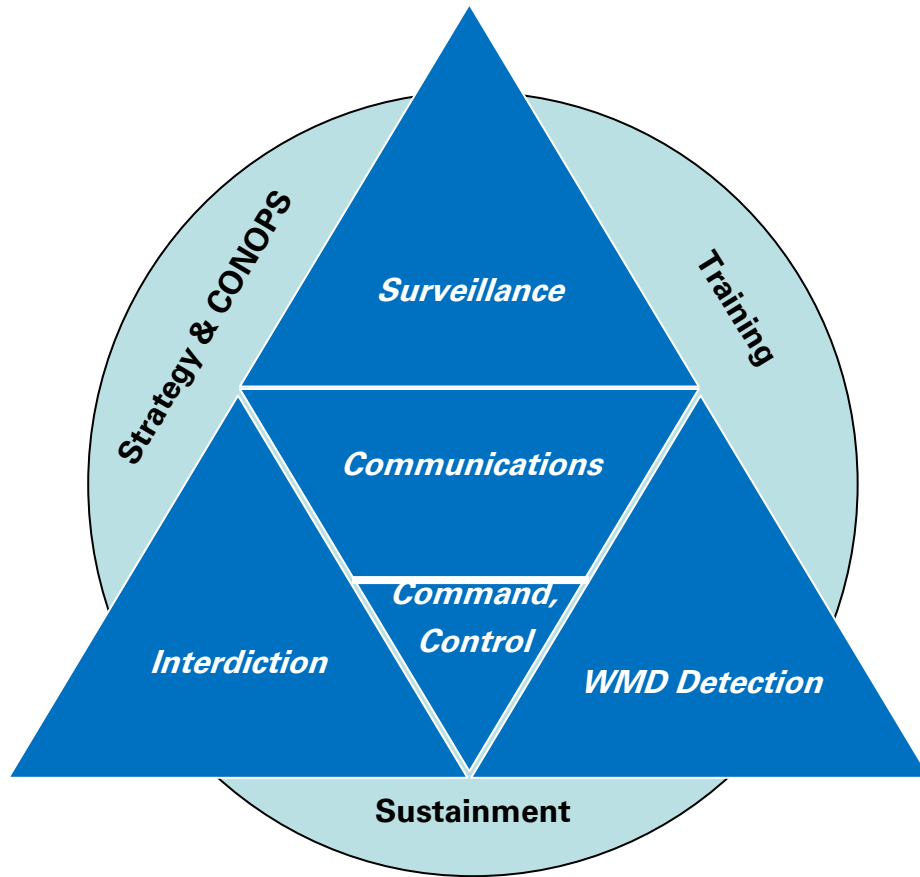 Strategy & CONOPS
Training
Surveillance
Communications
Command,
Control
Interdiction
WMD Detection
Sustainment